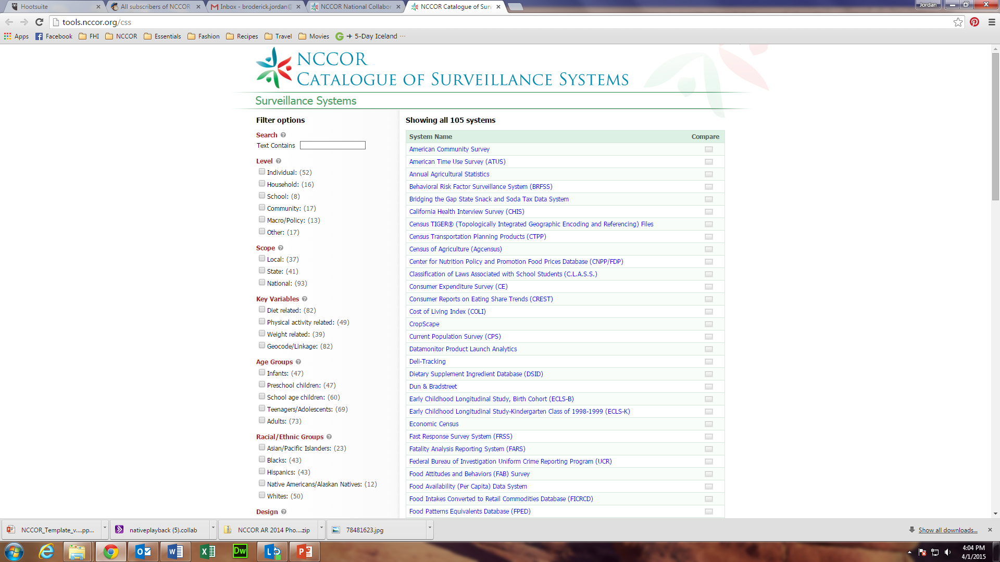 Hootsuite
All subscribers of NCCOR
Inbox - broderick.jordan@
NCCOR National Collabor
NCCOR Catalogue of Surv
Jordan
tools.nccor.org/css
Apps
Facebook
FHI
NCCOR
Essentials
Fashion
Recipes
Travel
Movies
5-Day Iceland ...
NCCOR
CATALOGUE OF SURVEILLANCE SYSTEMS
Surveillance Systems
Filter options
Search ?
Text Contains
Level ?
Individual: (52)
Household: (16)
School: (8)
Community: (17)
Macro/Policy: (13)
Other: (17)
Scope ?
Local: (37)
State: (41)
National: (93)
Key Variables ?
Diet related: (82)
Physical activity related: (49)
Weight related: (39)
Geocode/Linkage: (82)
Age Groups ?
Infants: (47)
Preschool children: (47)
School age children: (60)
Teenagers/Adolescents: (69)
Adults: (73)
Racial/Ethnic Groups ?
Asian/Pacific Islanders: (23)
Blacks: (43)
Hispanics: (43)
Native Americans/Alaskan Natives: (12)
Whites: (50)
Design ?
Showing all 105 systems
System Name Compare
American Community Survey
American Time Use Survey (ATUS)
Annual Agricultural Statistics
Behavioral Risk Factor Surveillance System (BRFSS)
Bridging the Gap State Snack and Soda Tax Data System
California Health Interview Survey (CHIS)
Census TIGER® (Topologically Integrated Geographic Encoding and Referencing) Files
Census Transportation Planning Products (CTPP)
Census of Agriculture (Agcensus)
Center for Nutrition Policy and Promotion Food Prices Database (CNPP/FDP)
Classification of Laws Associated with School Students (C.L.A.S.S.)
Consumer Expenditure Survey (CE)
Consumer Reports on Eating Share Trends (CREST)
Cost of Living Index (COLI)
CropScape
Current Population Survey (CPS)
Datamonitor Product Launch Analytics
Deli-Tracking
Dietary Supplement Ingredient Database (DSID)
Dun & Bradstreet
Early Childhood Longitudinal Study, Birth Cohort (ECLS-B)
Early Childhood Longitudinal Study-Kindergarten Class of 1998-1999 (ECLS-K)
Economic Census
Fast Response Survey System (FRSS)
Fatality Analysis Reporting System (FARS)
Federal Bureau of Investigation Uniform Crime Reporting Program (UCR)
Food Attitudes and Behaviors (FAB) Survey
Food Availability (Per Capita) Data System
Food Intakes Converted to Retail Commodities Database (FICRCD)
Food Patterns Equivalents Database (FPED)
NCCOR_Template_v....pp...
nativeplayback (5).collab
NCCOR AR 2014 Pho....zip
78481623.jpg
Show all downloads...
Dw
4:04 PM
4/1/2015